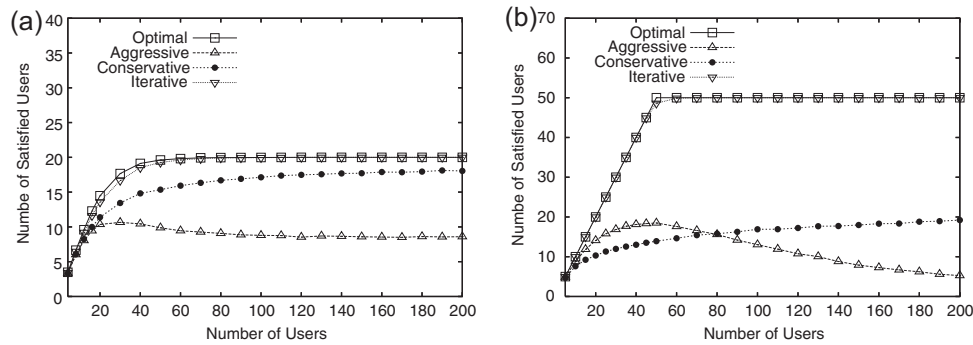 (a)
Numbe of Satisfied Users
40
35
30
25
20
15
10
5
0
Optimal
Aggressive
Conservative
Iterative
20 40 60 80 100 120 140 160 180 200
Number of Users
(b)
Numbe of Satisfied Users
70
60
50
40
30
20
10
0
Optimal
Aggressive
Conservative
Iterative
20 40 60 80 100 120 140 160 180 200
Number of Users